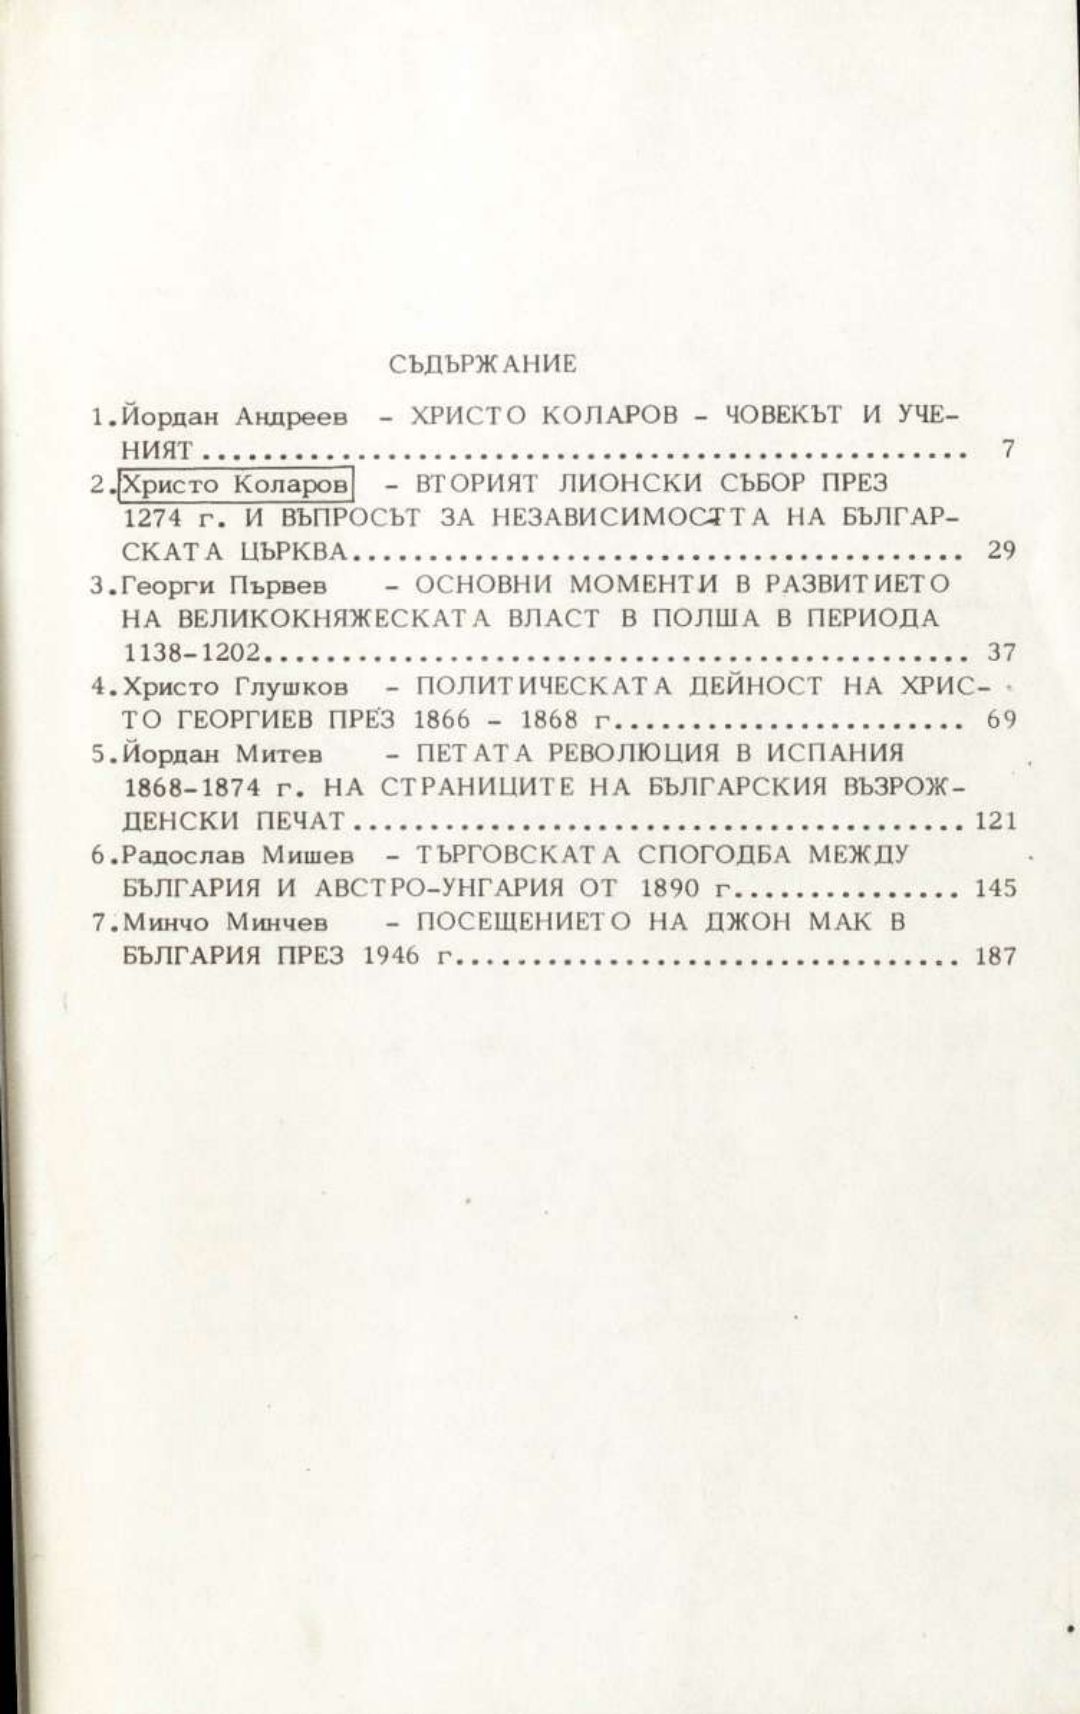 СЪДЪРЖАНИЕ
1.Йордан Андреев - ХРИСТО КОЛАРОВ - ЧОВЕКЪТ И УЧЕ-
НИЯТ .................................................. 7
2.Христо Коларов - ВТОРИЯТ ЛИОНСКИ СЪБОР ПРЕЗ
1274 г. И ВЪПРОСЪТ ЗА НЕЗАВИСИМОСТТА НА БЪЛГАР-
СКАТА ЦЪРКВА........................................ 29
3.Георги Първев - ОСНОВНИ МОМЕНТИ В РАЗВИТИЕТО
НА ВЕЛИКОКНЯЖЕСКАТА ВЛАСТ В ПОЛША В ПЕРИОДА
1138-1202.............................................. 37
4.Христо Глушков - ПОЛИТИЧЕСКАТА ДЕЙНОСТ НА ХРИС-
ТО ГЕОРГИЕВ ПРЕЗ 1866 - 1868 г....................... 69
5.Йордан Митев - ПЕТАТА РЕВОЛЮЦИЯ В ИСПАНИЯ
1868-1874 г. НА СТРАНИЦИТЕ НА БЪЛГАРСКИЯ ВЪЗРОЖ-
ДЕНСКИ ПЕЧАТ........................................ 121
6.Радослав Мишев - ТЪРГОВСКАТА СПОГОДБА МЕЖДУ
БЪЛГАРИЯ И АВСТРО-УНГАРИЯ ОТ 1890 г............... 145
7.Минчо Минчев - ПОСЕЩЕНИЕТО НА ДЖОН МАК В
БЪЛГАРИЯ ПРЕЗ 1946 г................................. 187